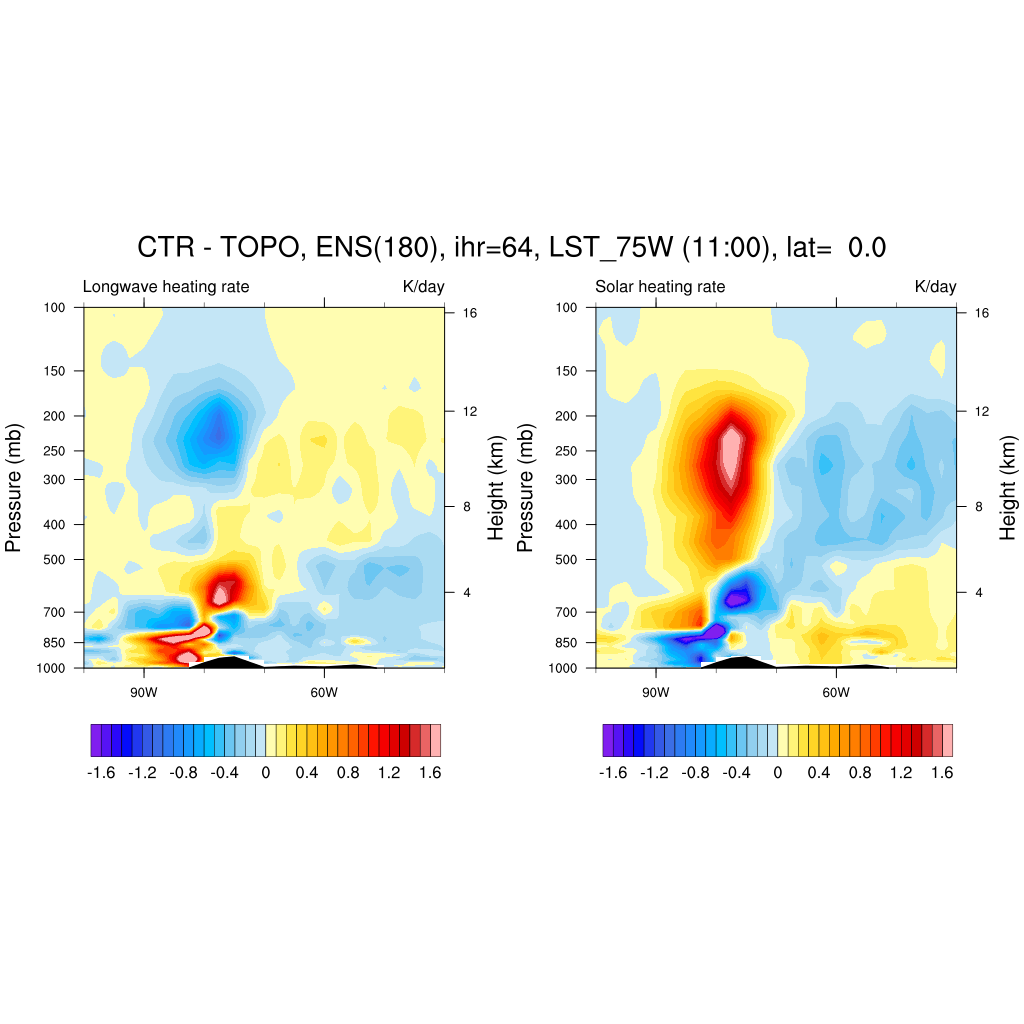 CTR - TOPO, ENS(180), ihr=64, LST_75W (11:00), lat=  0.0
Longwave heating rate K/day
100
150
200
250
300
400
500
700
850
1000
Pressure (mb)
16
12
8
4
Height (km)
90W 60W
-1.6 -1.2 -0.8 -0.4 0 0.4 0.8 1.2 1.6
Solar heating rate K/day
100
150
200
250
300
400
500
700
850
1000
Pressure (mb)
16
12
8
4
Height (km)
90W 60W
-1.6 -1.2 -0.8 -0.4 0 0.4 0.8 1.2 1.6